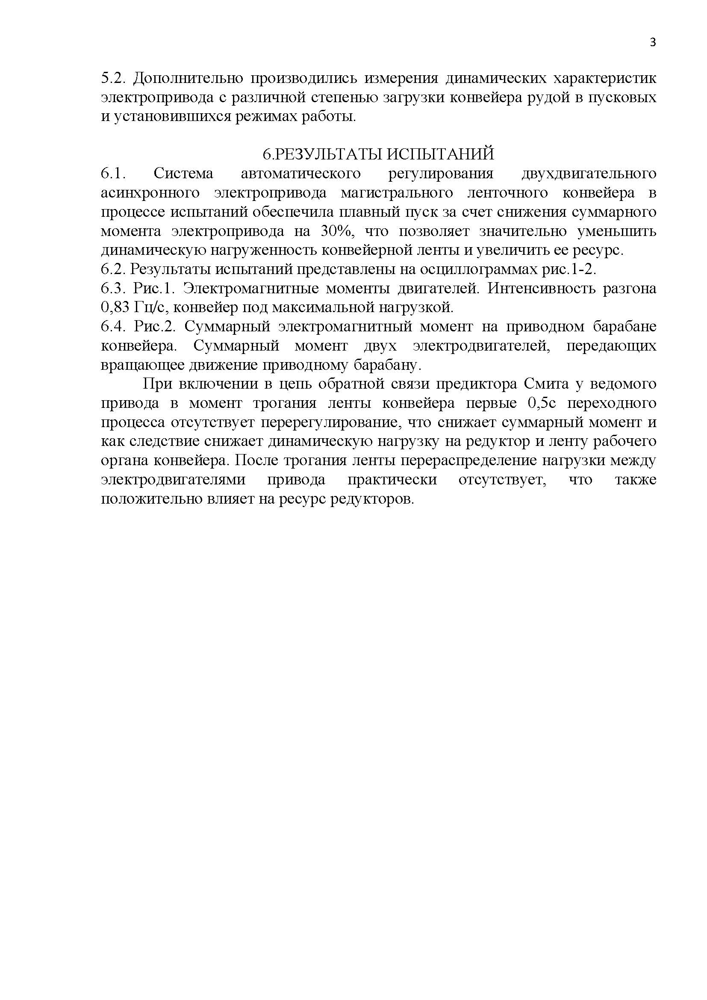 3
5.2. Дополнительно производились измерения динамических характеристик
электропривода с различной степенью загрузки конвейера рудой в пусковых
и установившихся режимах работы.
6.РЕЗУЛЬТАТЫ ИСПЫТАНИЙ
6.1. Система автоматического регулирования двухдвигательного
асинхронного электропривода магистрального ленточного конвейера в
процессе испытаний обеспечила плавный пуск за счет снижения суммарного
момента электропривода на 30%, что позволяет значительно уменьшить
динамическую нагруженность конвейерной ленты и увеличить ее ресурс.
6.2. Результаты испытаний представлены на осциллограммах рис.1-2.
6.3. Рис.1. Электромагнитные моменты двигателей. Интенсивность разгона
0,83 Гц/с, конвейер под максимальной нагрузкой.
6.4. Рис.2. Суммарный электромагнитный момент на приводном барабане
конвейера. Суммарный момент двух электродвигателей, передающих
вращающее движение приводному барабану.
При включении в цепь обратной связи предиктора Смита у ведомого
привода в момент трогания ленты конвейера первые 0,5с переходного
процесса отсутствует перерегулирование, что снижает суммарный момент и
как следствие снижает динамическую нагрузку на редуктор и ленту рабочего
органа конвейера. После трогания ленты перераспределение нагрузки между
электродвигателями привода практически отсутствует, что также
положительно влияет на ресурс редукторов.